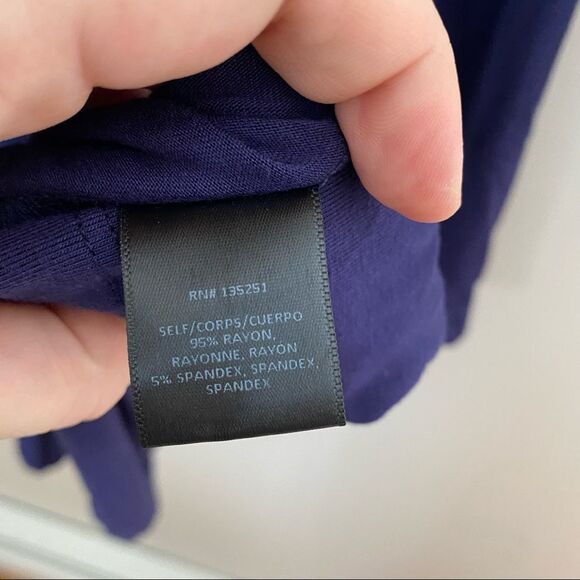 RN# 135251
SELF/CORPS/CUERPO
95% RAYON,
RAYONNE, RAYON
5% SPANDEX, SPANDEX,
SPANDEX